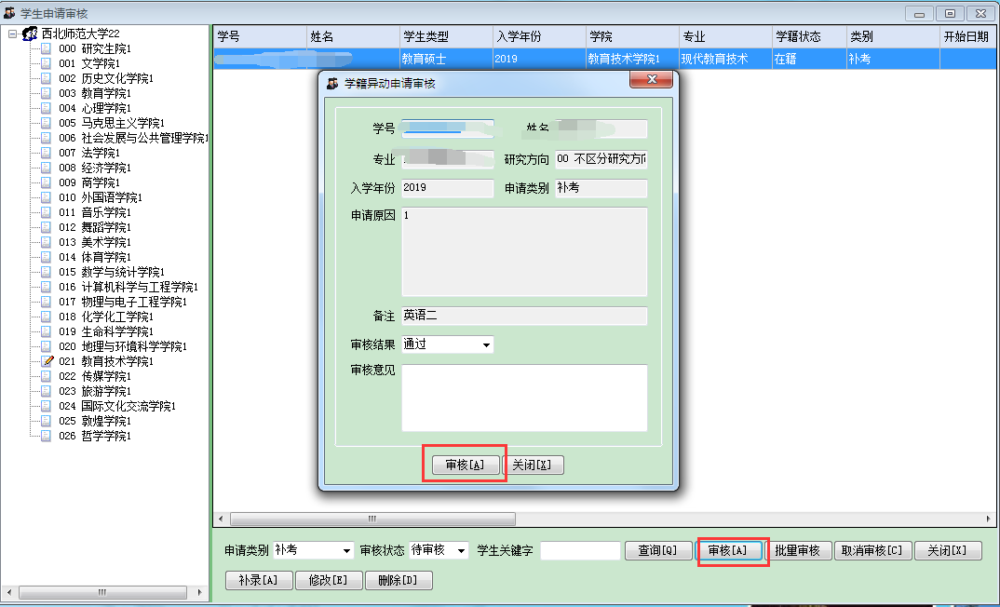 学生申请审核
西北师范大学22
000 研究生院1
001 文学院1
002 历史文化学院1
003 教育学院1
004 心理学院1
005 马克思主义学院1
006 社会发展与公共管理学院1
007 法学院1
008 经济学院1
009 商学院1
010 外国语学院1
011 音乐学院1
012 舞蹈学院1
013 美术学院1
014 体育学院1
015 数学与统计学院1
016 计算机科学与工程学院1
017 物理与电子工程学院1
018 化学化工学院1
019 生命科学学院1
020 地理与环境科学学院1
021 教育技术学院1
022 传媒学院1
023 旅游学院1
024 国际文化交流学院1
025 敦煌学院1
026 哲学学院1
学号 姓名 学生类型 入学年份 学院 专业 学籍状态 类别 开始日期
教育硕士 2019 教育技术学院1 现代教育技术 在籍 补考
学籍异动申请审核
学号 姓名
专业 研究方向 00 不区分研究方向
入学年份 2019 申请类别 补考
申请原因 1
备注 英语二
审核结果 通过
审核意见
审核[A] 关闭[X]
申请类别 补考 审核状态 待审核 学生关键字 查询[Q] 审核[A] 批量审核 取消审核[C] 关闭[X]
补录[A] 修改[E] 删除[D]